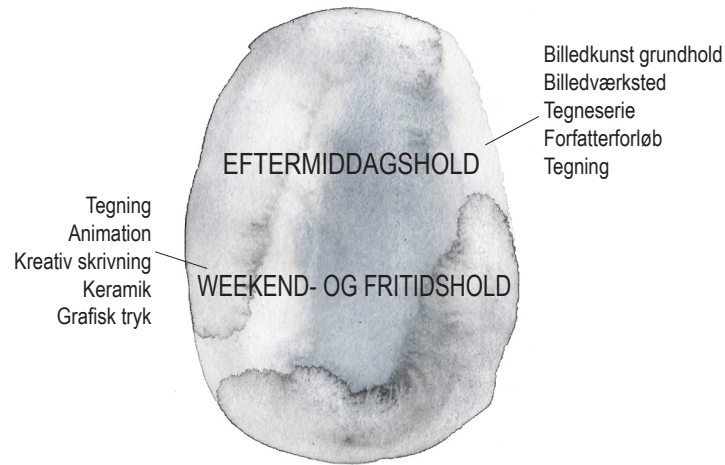 Billedkunst grundhold
Billedværksted
Tegneserie
Forfatterforløb
Tegning
EFTERMIDDAGSHOLD
Tegning
Animation
Kreativ skrivning
Keramik
Grafisk tryk
WEEKEND- OG FRITIDSHOLD